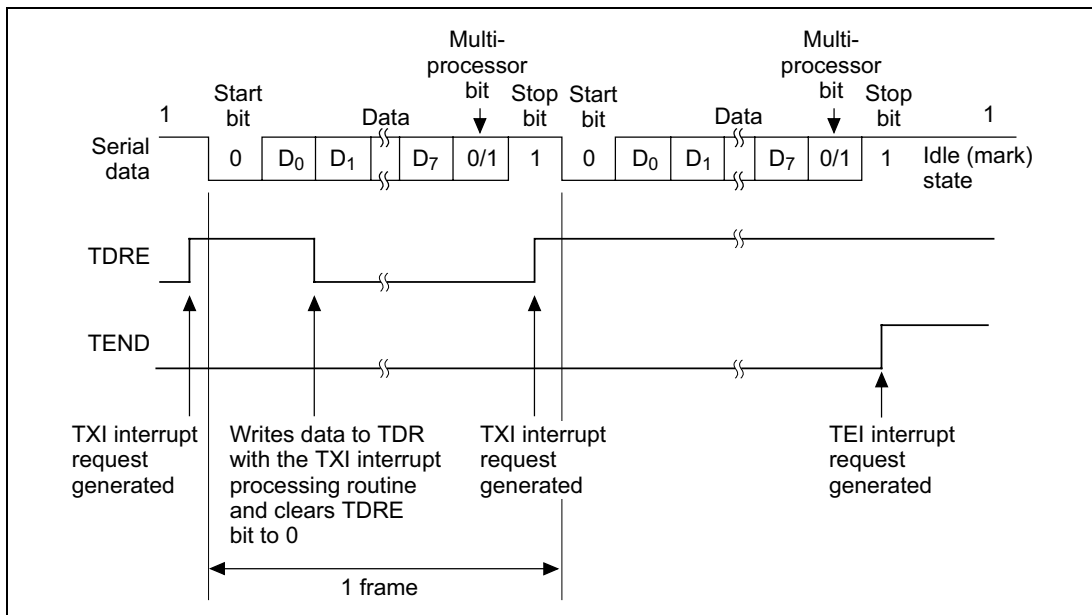 Multi-
processor
bit
Multi-
processor
bit
1
Start
bit
Data
Stop
bit
Start
bit
Data
Stop
bit
1
Serial
data
0
D0
D1
D7
0/1
1
0
D0
D1
D7
0/1
1
Idle (mark)
state
TDRE
TEND
TXI interrupt
request
generated
Writes data to TDR
with the TXI interrupt
processing routine
and clears TDRE
bit to 0
TXI interrupt
request
generated
TEI interrupt
request
generated
1 frame